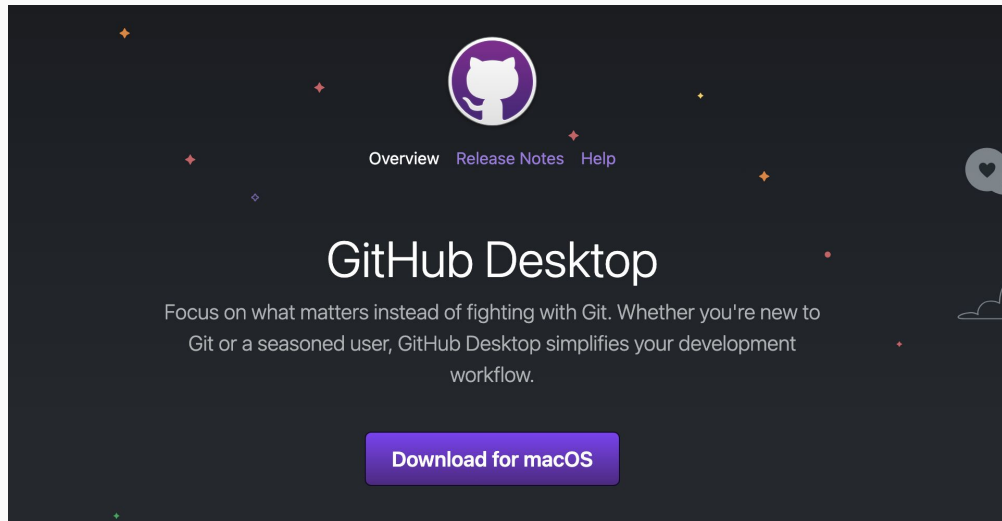 Overview Release Notes Help
GitHub Desktop
Focus on what matters instead of fighting with Git. Whether you're new to
Git or a seasoned user, GitHub Desktop simplifies your development
workflow.
Download for macOS